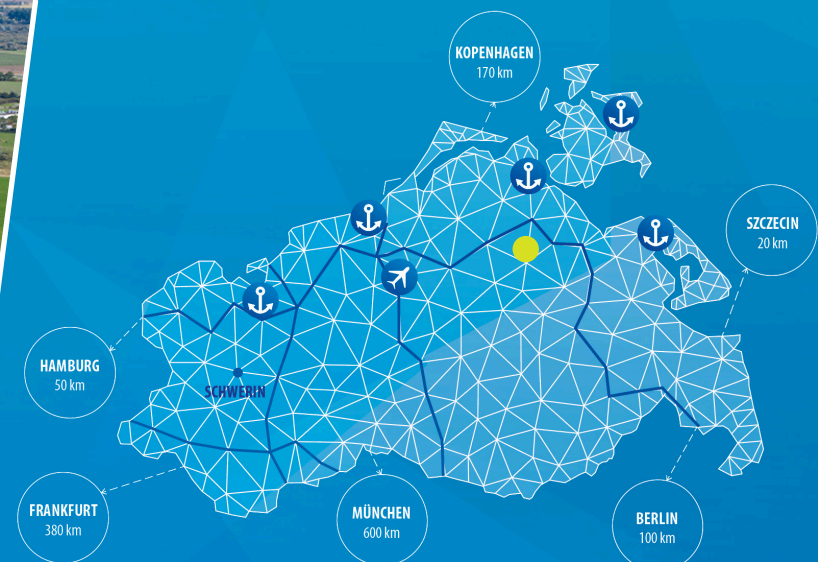 KOPENHAGEN
170 km
SZCZECIN
20 km
HAMBURG
50 km
SCHWERIN
FRANKFURT
380 km
MÜNCHEN
600 km
BERLIN
100 km